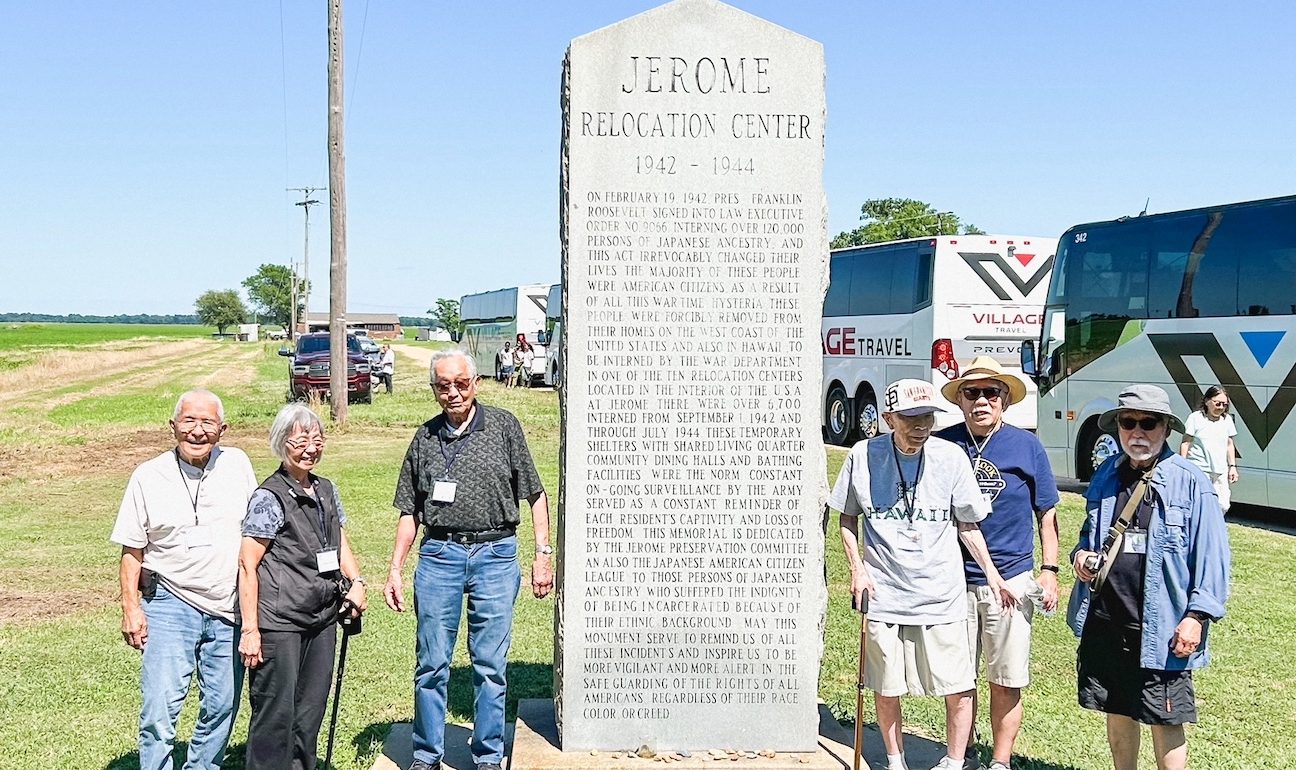 JEROME
RELOCATION CENTER
1942 - 1944
ON FEBRUARY 19 1942 PRES FRANKLIN
ROOSEVELT SIGNED INTO LAW EXECUTIVE
ORDER NO. 9066 INTERNING OVER 120,000
PERSONS OF JAPANESE ANCESTRY, AND
THIS ACT IRREVOCABLY CHANGED THEIR
LIVES THE MAJORITY OF THESE PEOPLE
WERE AMERICAN CITIZENS AS A RESULT
OF ALL THIS WAR TIME HYSTERIA THESE
PEOPLE WERE FORCIBLY REMOVED FROM
THEIR HOMES ON THE WEST COAST OF THE
UNITED STATES AND ALSO IN HAWAII TO
BE INTERNED BY THE WAR DEPARTMENT
IN ONE OF THE TEN RELOCATION CENTERS
LOCATED IN THE INTERIOR OF THE U.S.A
AT JEROME THERE WERE OVER 6,700
INTERNED FROM SEPTEMBER 1, 1942 AND
THROUGH JULY 1944 THESE TEMPORARY
SHELTERS WITH SHARED LIVING QUARTER
COMMUNITY DINING HALLS AND BATHING
FACILITIES WERE THE NORM CONSTANT
ON-GOING SURVEILLANCE BY THE ARMY
SERVED AS A CONSTANT REMINDER OF
EACH RESIDENT'S CAPTIVITY AND LOSS OF
FREEDOM THIS MEMORIAL IS DEDICATED
BY THE JEROME PRESERVATION COMMITTEE
AN ALSO THE JAPANESE AMERICAN CITIZEN
LEAGUE TO THOSE PERSONS OF JAPANESE
ANCESTRY WHO SUFFERED THE INDIGNITY
OF BEING INCARCERATED BECAUSE OF
THEIR ETHNIC BACKGROUND MAY THIS
MONUMENT SERVE TO REMIND US OF ALL
THESE INCIDENTS AND INSPIRE US TO BE
MORE VIGILANT AND MORE ALERT IN THE
SAFE GUARDING OF THE RIGHTS OF ALL
AMERICANS REGARDLESS OF THEIR RACE
COLOR OR CREED
AGE TRAVEL
VILLAGE
TRAVEL
PREVO
342
HAWAII